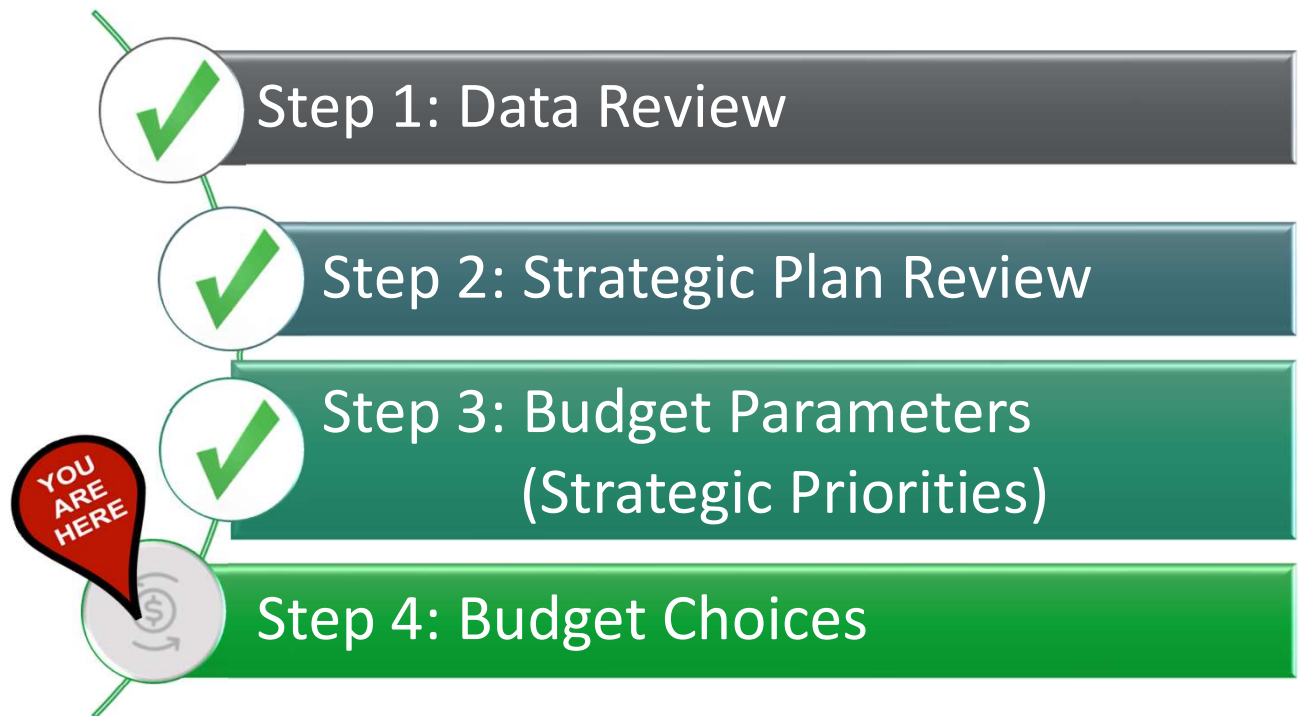 Step 1: Data Review
Step 2: Strategic Plan Review
Step 3: Budget Parameters
(Strategic Priorities)
YOU
ARE
HERE
$
Step 4: Budget Choices